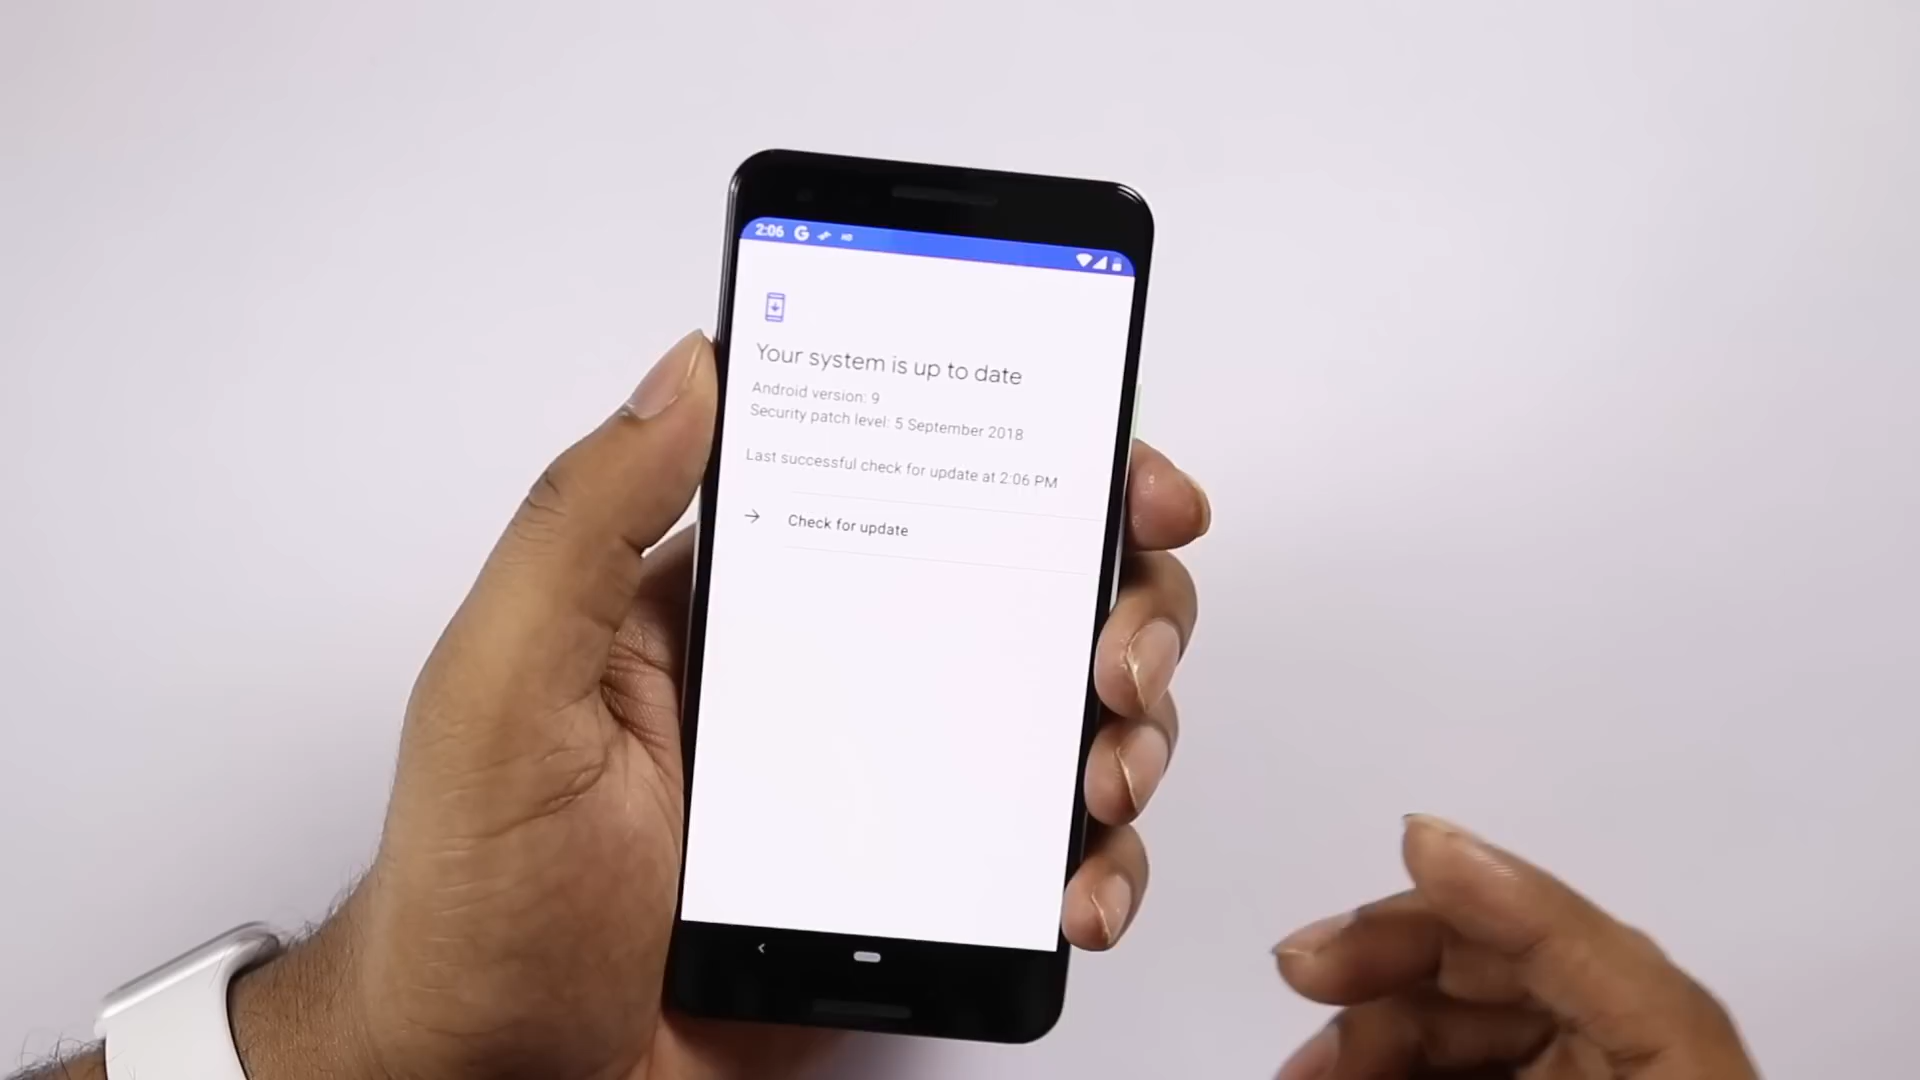 2:06 G HD
Your system is up to date
Android version: 9
Security patch level: 5 September 2018
Last successful check for update at 2:06 PM
Check for update